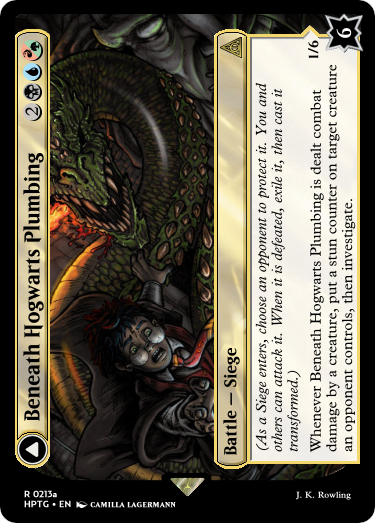 Beneath Hogwarts Plumbing
2
Battle — Siege
(As a Siege enters, choose an opponent to protect it. You and
others can attack it. When it is defeated, exile it, then cast it
transformed.)
Whenever Beneath Hogwarts Plumbing is dealt combat
damage by a creature, put a stun counter on target creature
an opponent controls, then investigate.
1/6
6
R 0213a
HPTG • EN CAMILLA LAGERMANN
J. K. Rowling